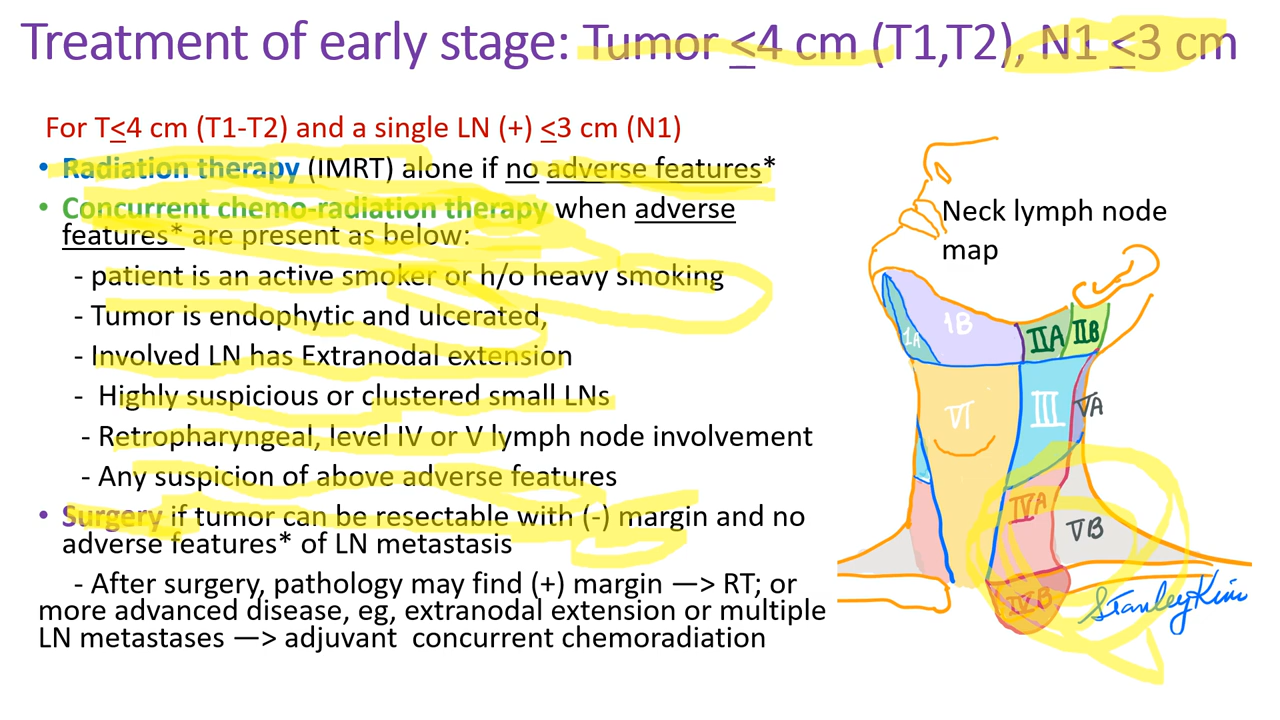 Treatment of early stage: Tumor <4 cm (T1,T2), N1 <3 cm
For T<4 cm (T1-T2) and a single LN (+) <3 cm (N1)
• Radiation therapy (IMRT) alone if no adverse features*
• Concurrent chemo-radiation therapy when adverse
features* are present as below:
- patient is an active smoker or h/o heavy smoking
- Tumor is endophytic and ulcerated,
- Involved LN has Extranodal extension
- Highly suspicious or clustered small LNs
- Retropharyngeal, level IV or V lymph node involvement
- Any suspicion of above adverse features
• Surgery if tumor can be resectable with (-) margin and no
adverse features* of LN metastasis
- After surgery, pathology may find (+) margin —> RT; or
more advanced disease, eg, extranodal extension or multiple
LN metastases —> adjuvant concurrent chemoradiation
Neck lymph node
map
1A
1B
IIA
IIB
VI
III
VA
IVA
VB
IVB
StanleyKim